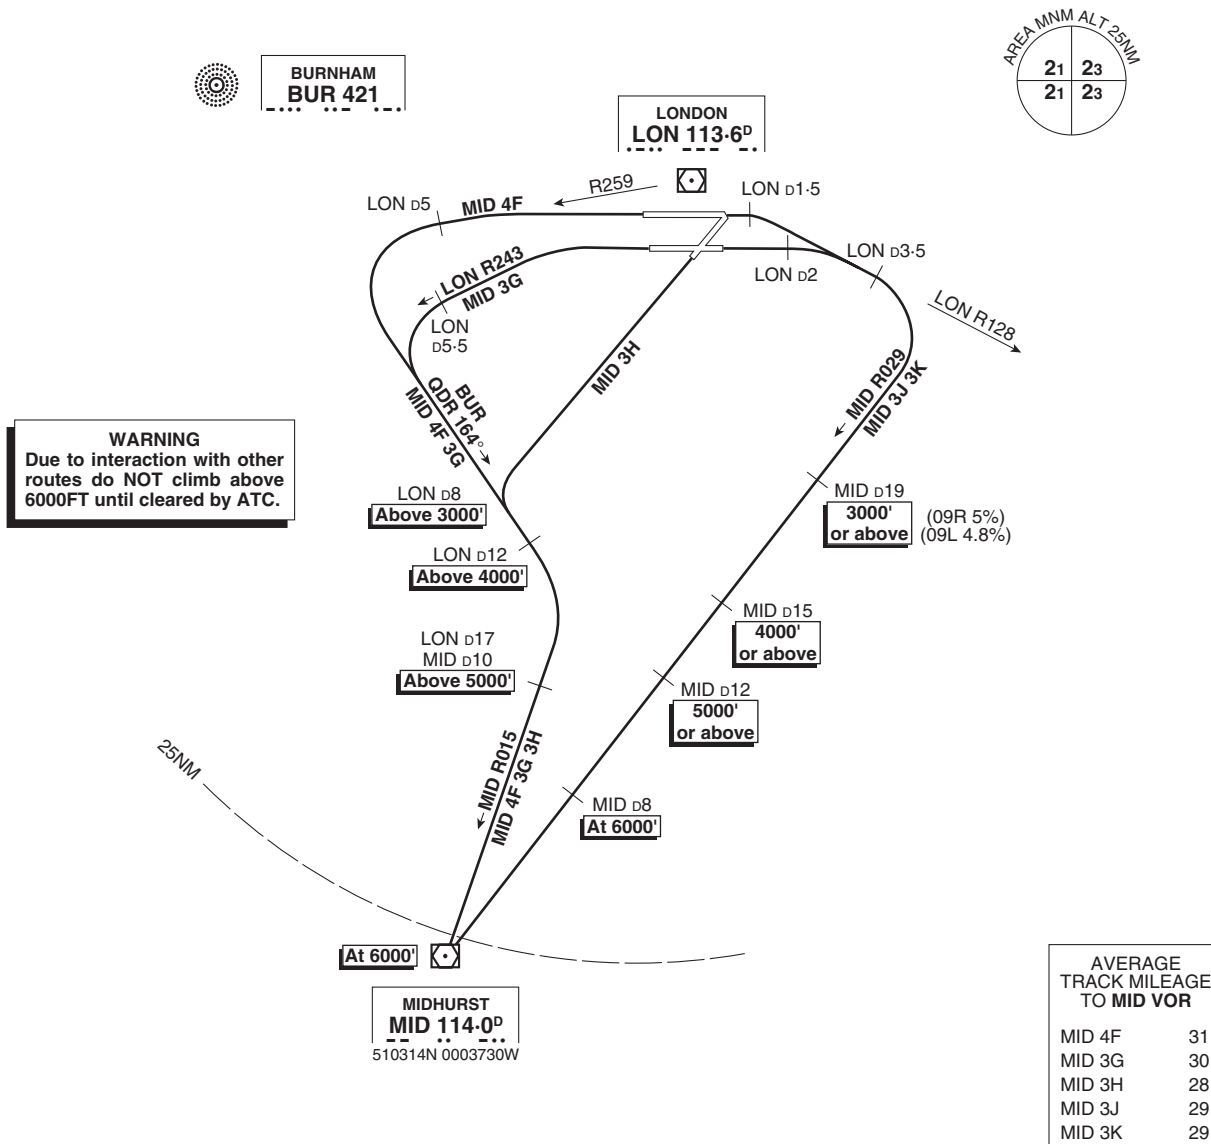 AREA MNM ALT 25NM
21 23
21 23
BURNHAM
BUR 421
LONDON
LON 113·6D
R259
LON D5
MID 4F
LON D1·5
LON R243
MID 3G
LON D2
LON D3·5
LON
D5·5
LON R128
MID 3H
MID R029
MID 3J 3K
BUR
QDR 164°
MID 4F 3G
WARNING
Due to interaction with other
routes do NOT climb above
6000FT until cleared by ATC.
LON D8
Above 3000'
MID D19
3000'
or above
(09R 5%)
(09L 4.8%)
LON D12
Above 4000'
MID D15
4000'
or above
LON D17
MID D10
Above 5000'
MID D12
5000'
or above
25NM
MID R015
MID 4F 3G 3H
MID D8
At 6000'
At 6000'
MIDHURST
MID 114·0D
510314N 0003730W
AVERAGE
TRACK MILEAGE
TO MID VOR
MID 4F 31
MID 3G 30
MID 3H 28
MID 3J 29
MID 3K 29